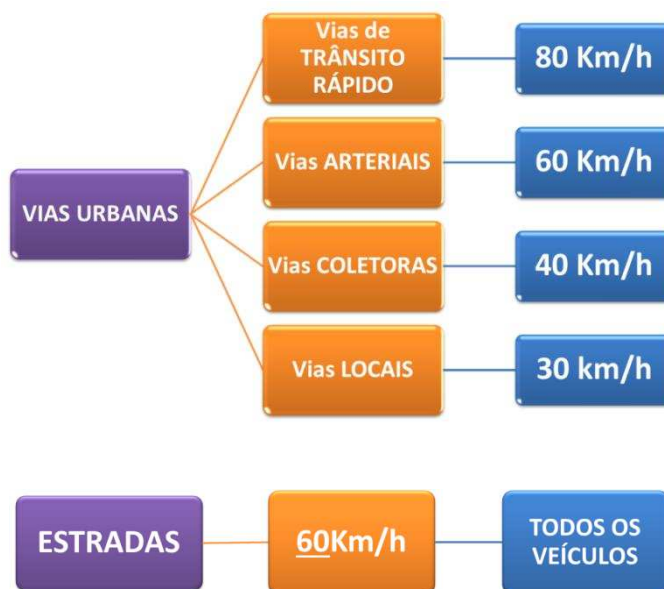 VIAS URBANAS
Vias de
TRÂNSITO
RÁPIDO
80 Km/h
Vias ARTERIAIS
60 Km/h
Vias COLETORAS
40 Km/h
Vias LOCAIS
30 km/h
ESTRADAS
60Km/h
TODOS OS
VEÍCULOS